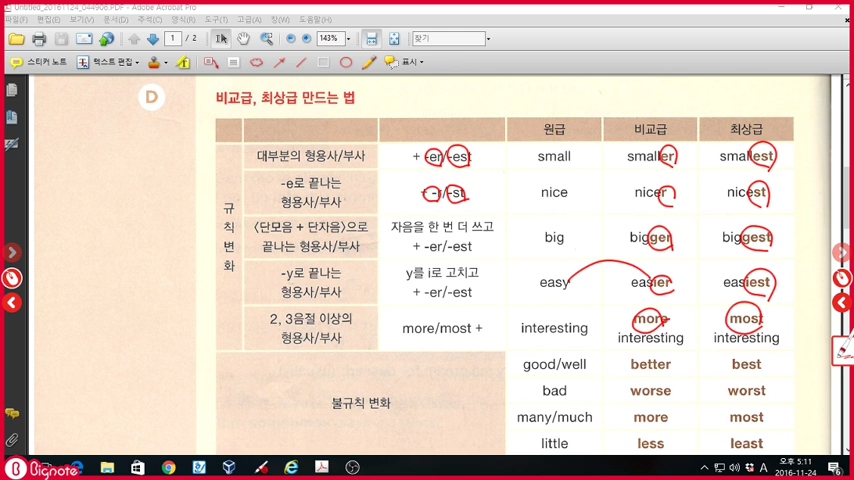 Untitled_20161124_044906.PDF - Adobe Acrobat Pro
파일(F) 편집(E) 보기(V) 문서(D) 주석(C) 양식(R) 도구(T) 고급(A) 창(W) 도움말(H)
1 / 2 143% 찾기
스티커 노트 텍스트 편집 표시
D 비교급, 최상급 만드는 법
원급 비교급 최상급
규칙변화
대부분의 형용사/부사 + -er/-est small smaller smallest
-e로 끝나는
형용사/부사 + -r/-st nice nicer nicest
〈단모음 + 단자음〉으로
끝나는 형용사/부사
자음을 한 번 더 쓰고
+ -er/-est
big bigger biggest
-y로 끝나는
형용사/부사
y를 i로 고치고
+ -er/-est
easy easier easiest
2, 3음절 이상의
형용사/부사
more/most + interesting
more
interesting
most
interesting
불규칙 변화
good/well better best
bad worse worst
many/much more most
little less least
Bignote
A 오후 5:11
2016-11-24